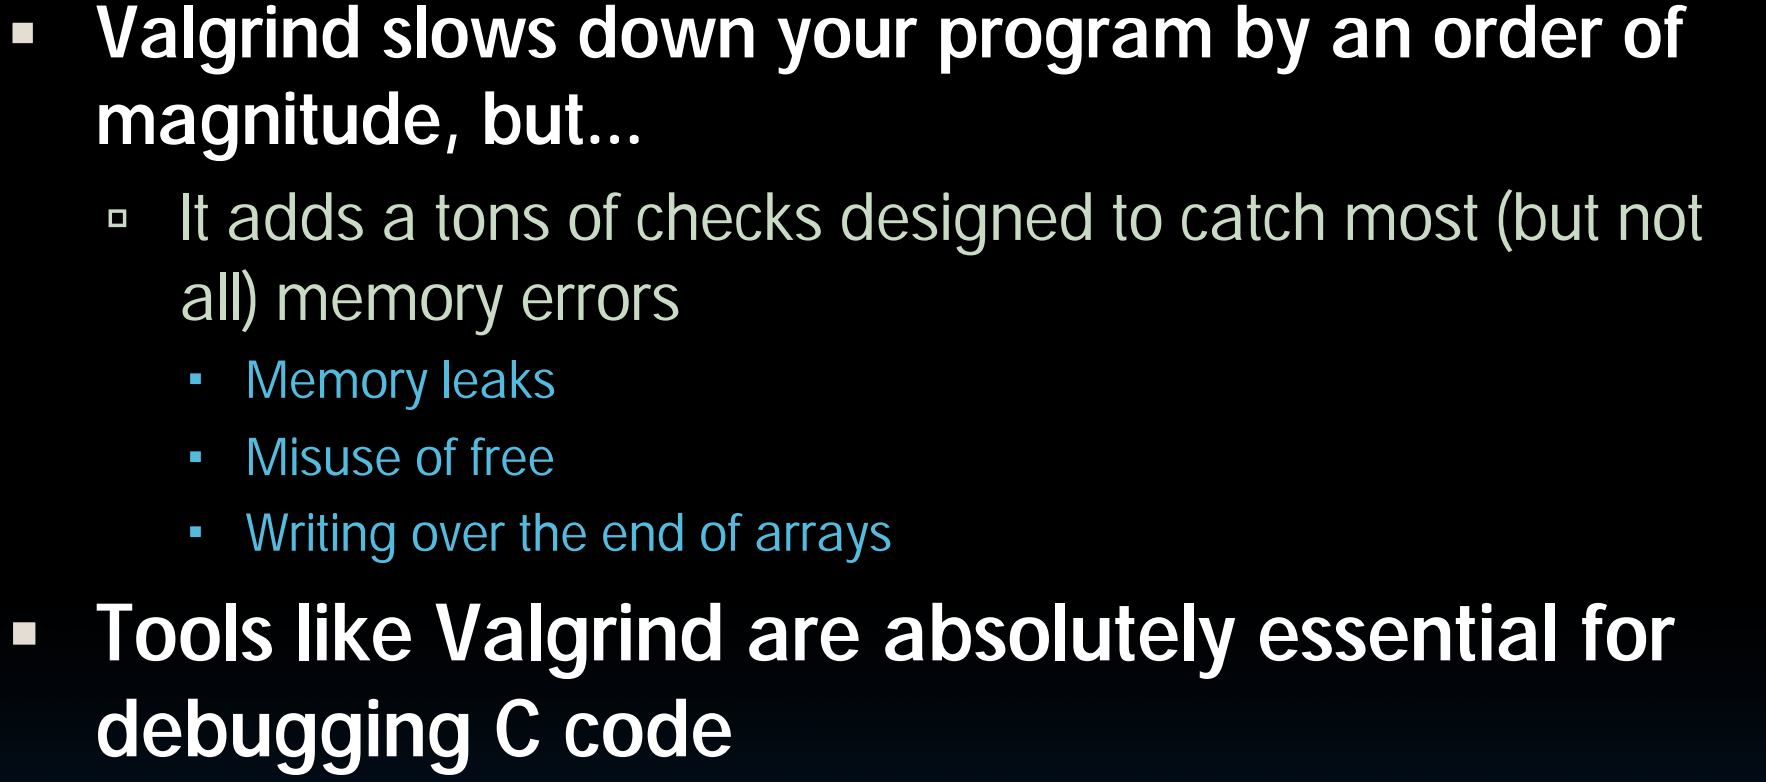 Valgrind slows down your program by an order of
magnitude, but…
It adds a tons of checks designed to catch most (but not
all) memory errors
Memory leaks
Misuse of free
Writing over the end of arrays
Tools like Valgrind are absolutely essential for
debugging C code